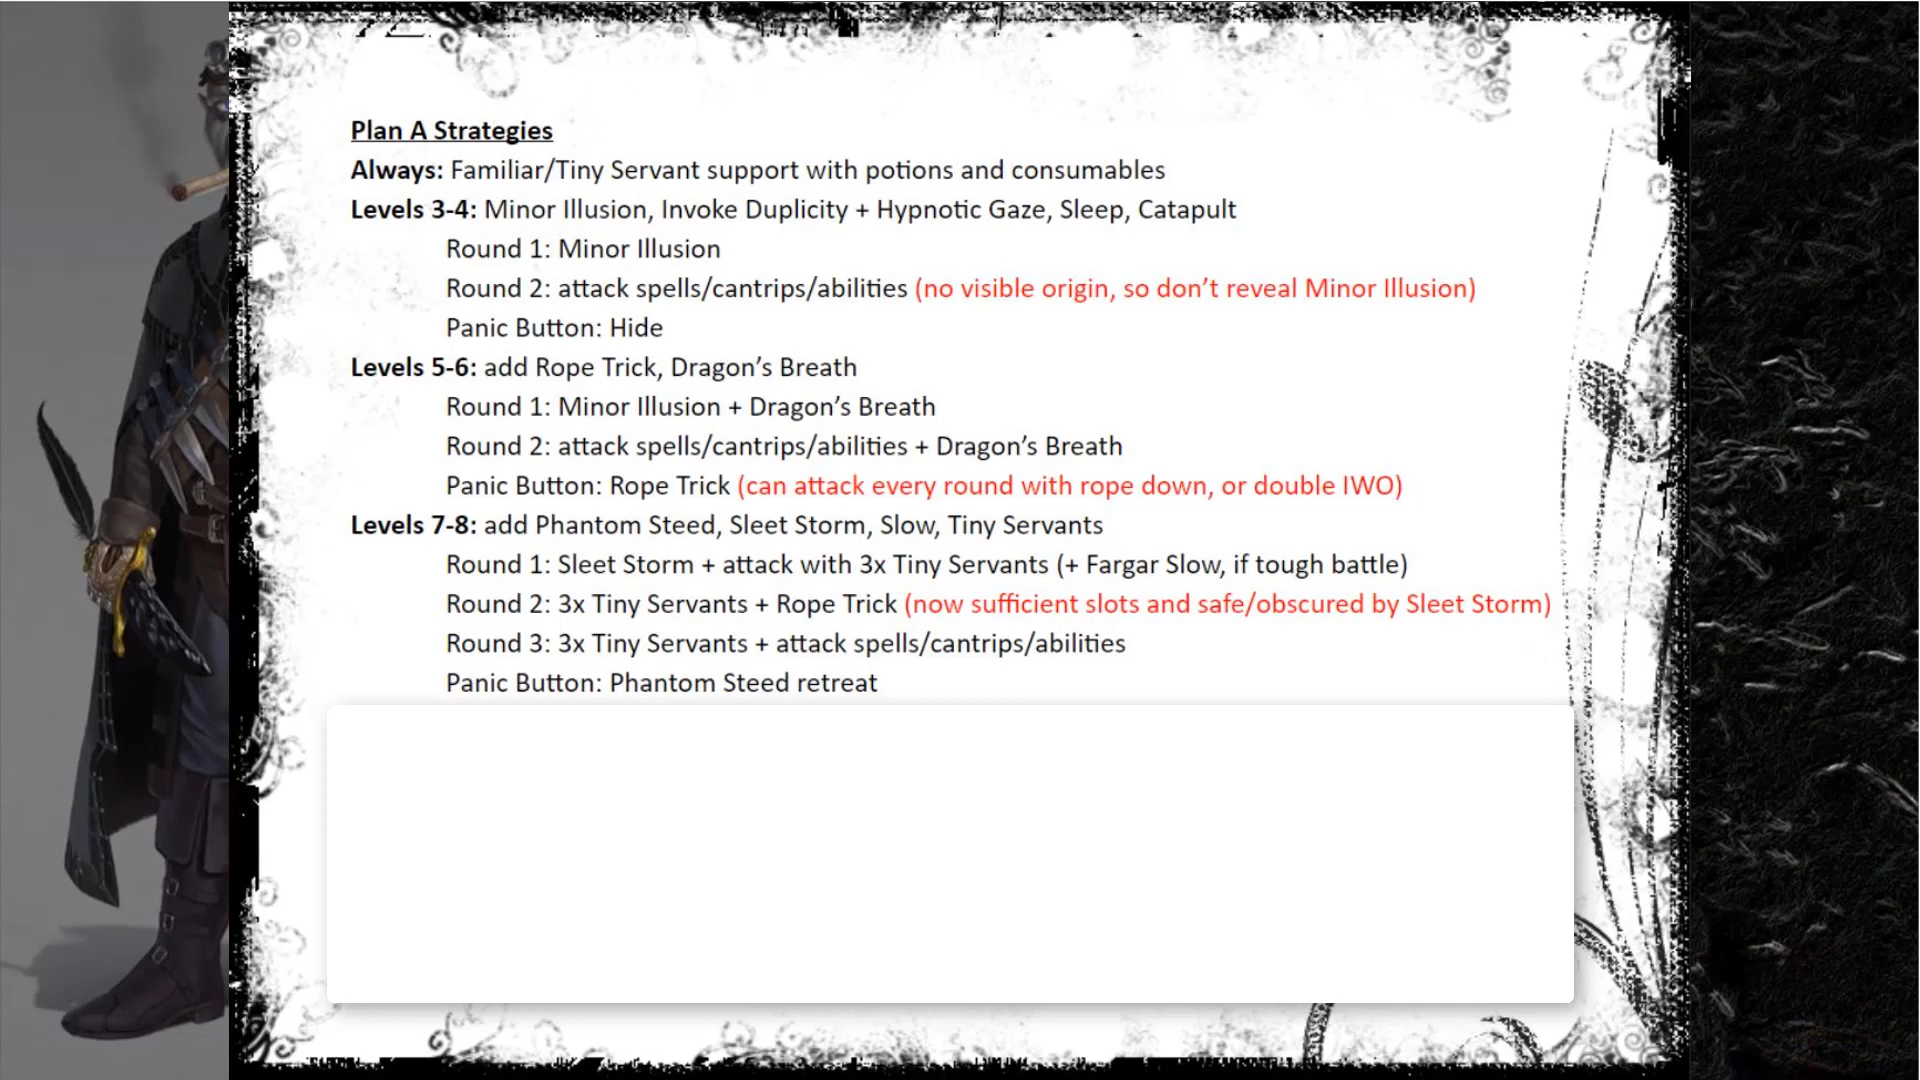 Plan A Strategies
Always: Familiar/Tiny Servant support with potions and consumables
Levels 3-4: Minor Illusion, Invoke Duplicity + Hypnotic Gaze, Sleep, Catapult
Round 1: Minor Illusion
Round 2: attack spells/cantrips/abilities (no visible origin, so don’t reveal Minor Illusion)
Panic Button: Hide
Levels 5-6: add Rope Trick, Dragon’s Breath
Round 1: Minor Illusion + Dragon’s Breath
Round 2: attack spells/cantrips/abilities + Dragon’s Breath
Panic Button: Rope Trick (can attack every round with rope down, or double IWO)
Levels 7-8: add Phantom Steed, Sleet Storm, Slow, Tiny Servants
Round 1: Sleet Storm + attack with 3x Tiny Servants (+ Fargar Slow, if tough battle)
Round 2: 3x Tiny Servants + Rope Trick (now sufficient slots and safe/obscured by Sleet Storm)
Round 3: 3x Tiny Servants + attack spells/cantrips/abilities
Panic Button: Phantom Steed retreat